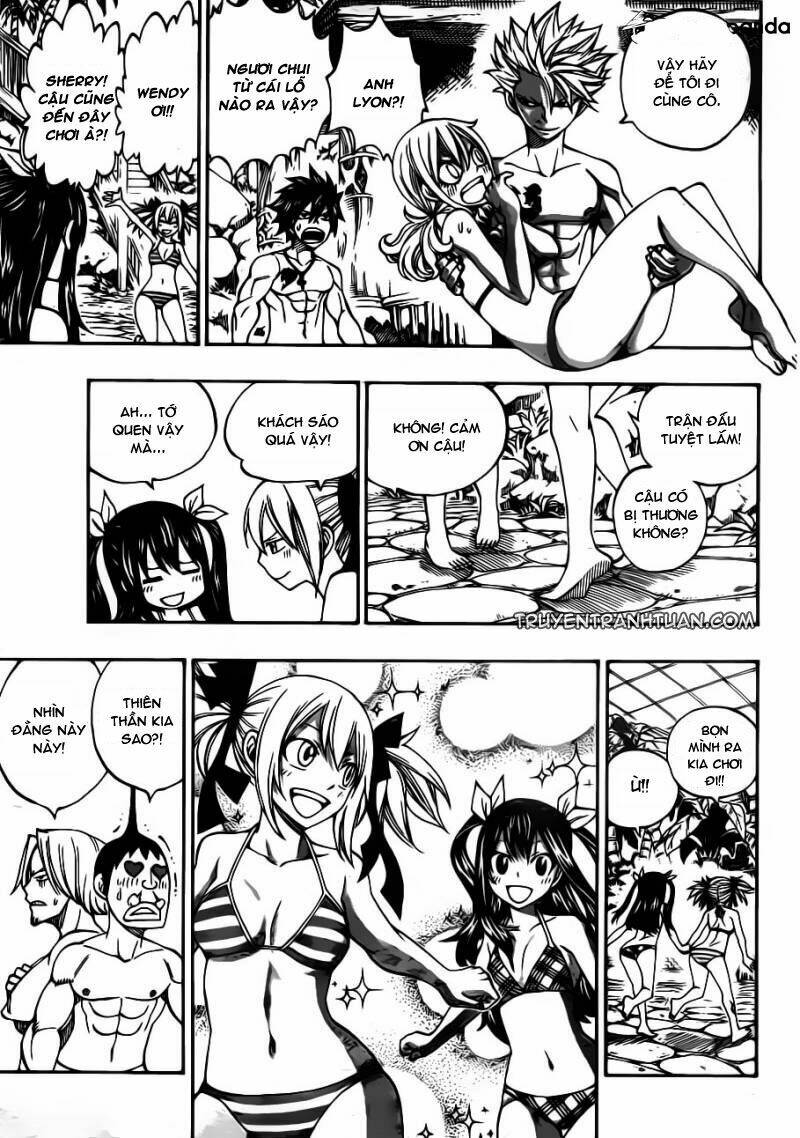 VẬY HÃY
ĐỂ TÔI ĐI
CÙNG CÔ.
ANH
LYON?!
NGƯƠI CHUI
TỪ CÁI LỖ
NÀO RA VẬY?
WENDY
ƠI!!
SHERRY!
CẬU CŨNG
ĐẾN ĐÂY
CHƠI À?!
TRẬN ĐẤU
TUYỆT LẮM!
CẬU CÓ
BỊ THƯƠNG
KHÔNG?
KHÔNG! CẢM
ƠN CẬU!
KHÁCH SÁO
QUÁ VẬY!
AH... TỚ
QUEN VẬY
MÀ...
TRUYENTRANHTUAN.COM
BỌN
MÌNH RA
KIA CHƠI
ĐI!!
Ừ!!
THIÊN
THẦN KIA
SAO?!
NHÌN
ĐẰNG NÀY
NÀY!